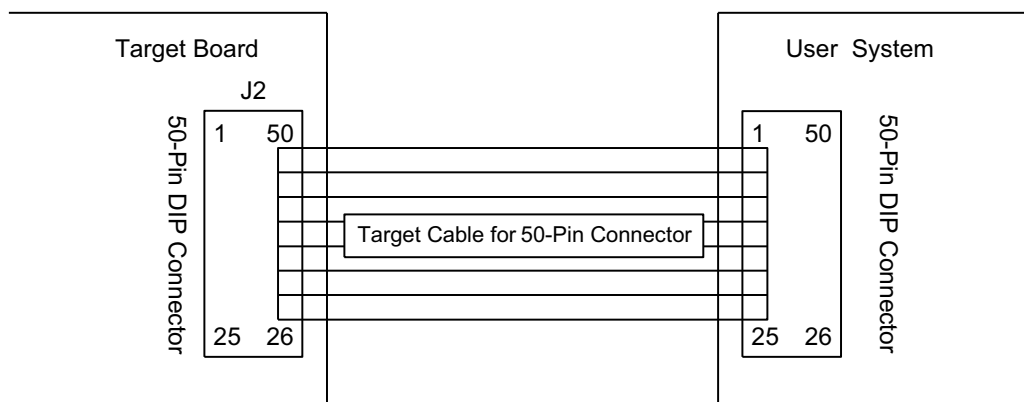 Target Board
User System
J2
50-Pin DIP Connector
1 50
1 50
50-Pin DIP Connector
Target Cable for 50-Pin Connector
25 26
25 26